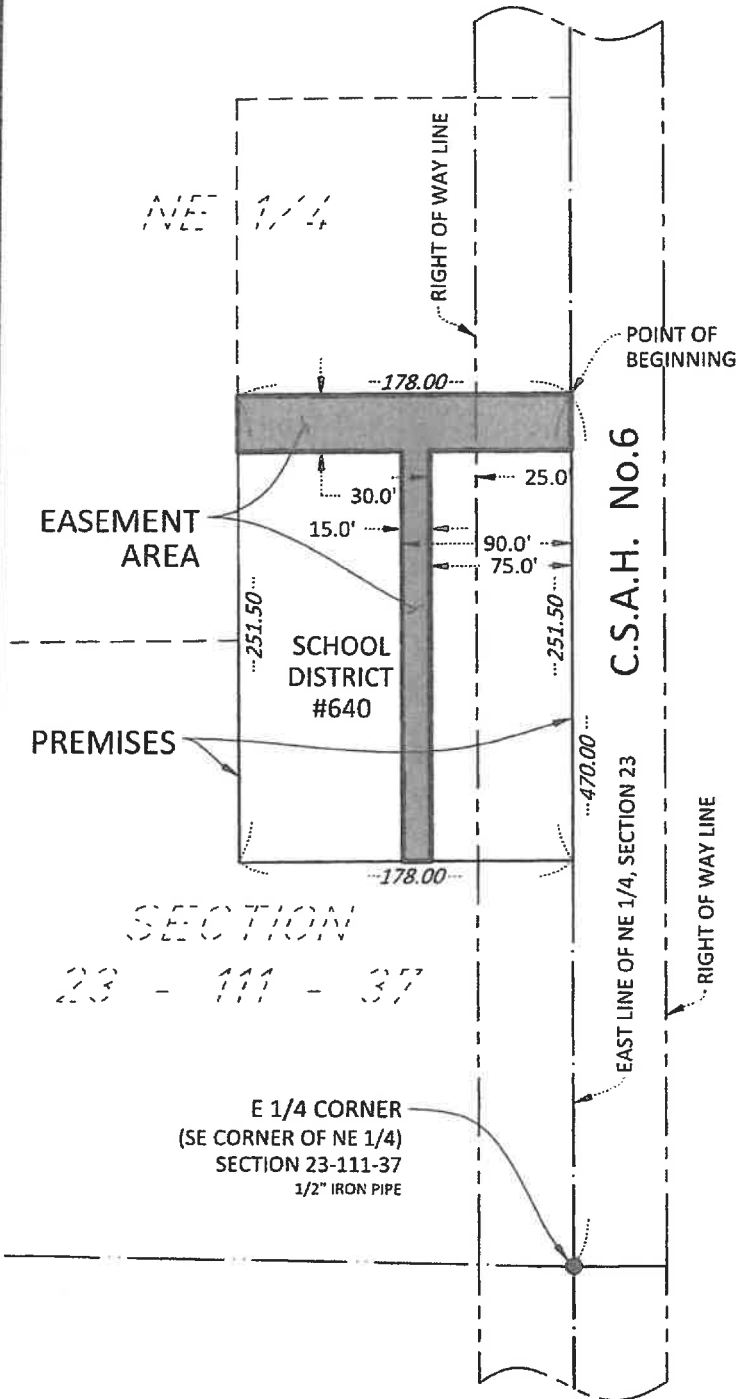 NE 1/4
RIGHT OF WAY LINE
POINT OF
BEGINNING
---178.00---
30.0'
25.0'
15.0'
90.0'
75.0'
EASEMENT
AREA
---251.50---
---251.50---
SCHOOL
DISTRICT
#640
C.S.A.H. No.6
PREMISES
---470.00---
---178.00---
EAST LINE OF NE 1/4, SECTION 23
RIGHT OF WAY LINE
SECTION
23 - 111 - 37
E 1/4 CORNER
(SE CORNER OF NE 1/4)
SECTION 23-111-37
1/2" IRON PIPE